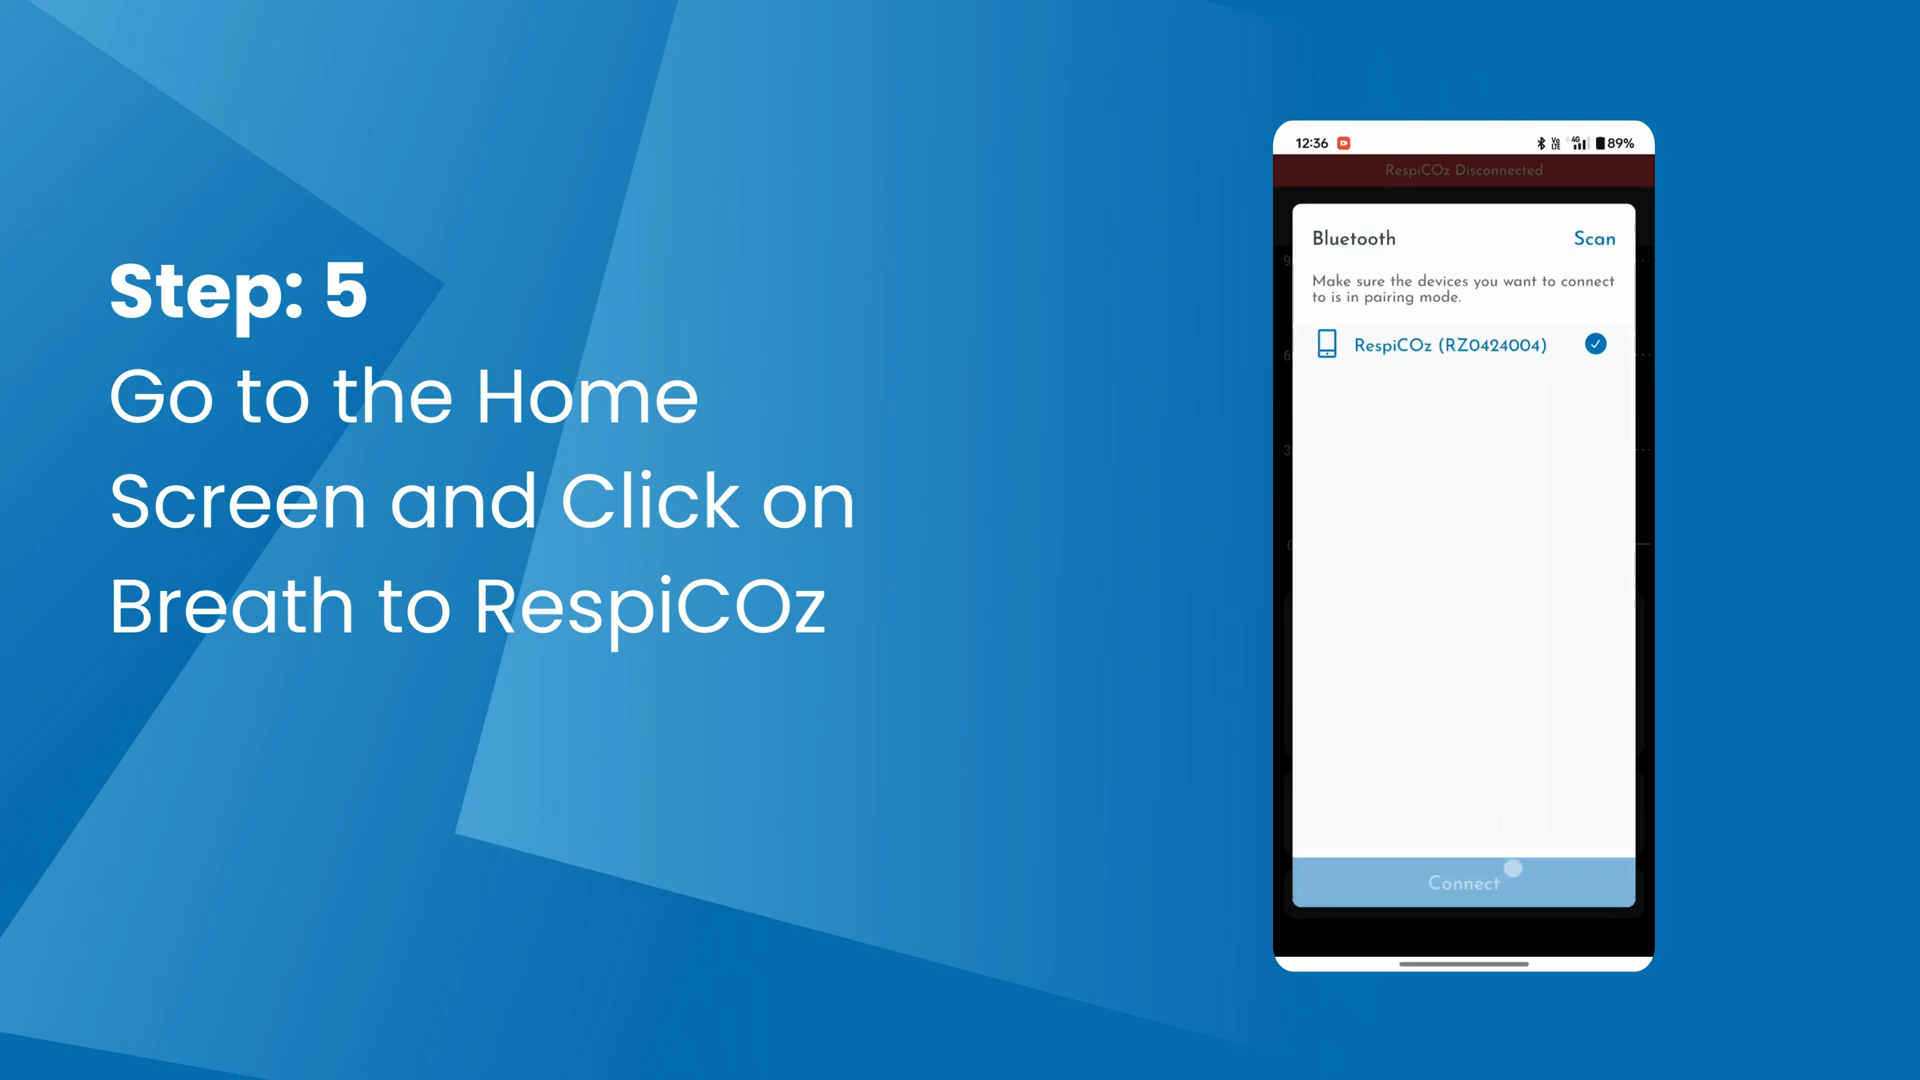 Step: 5
Go to the Home
Screen and Click on
Breath to RespiCOz
12:36
4G
89%
RespiCOz Disconnected
Bluetooth
Scan
Make sure the devices you want to connect
to is in pairing mode.
RespiCOz (RZ0424004)
Connect